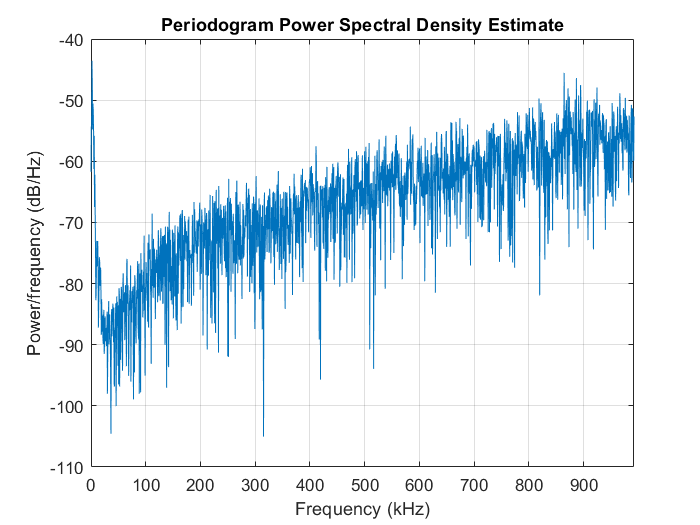 Periodogram Power Spectral Density Estimate
Power/frequency (dB/Hz)
-40
-50
-60
-70
-80
-90
-100
-110
0 100 200 300 400 500 600 700 800 900
Frequency (kHz)